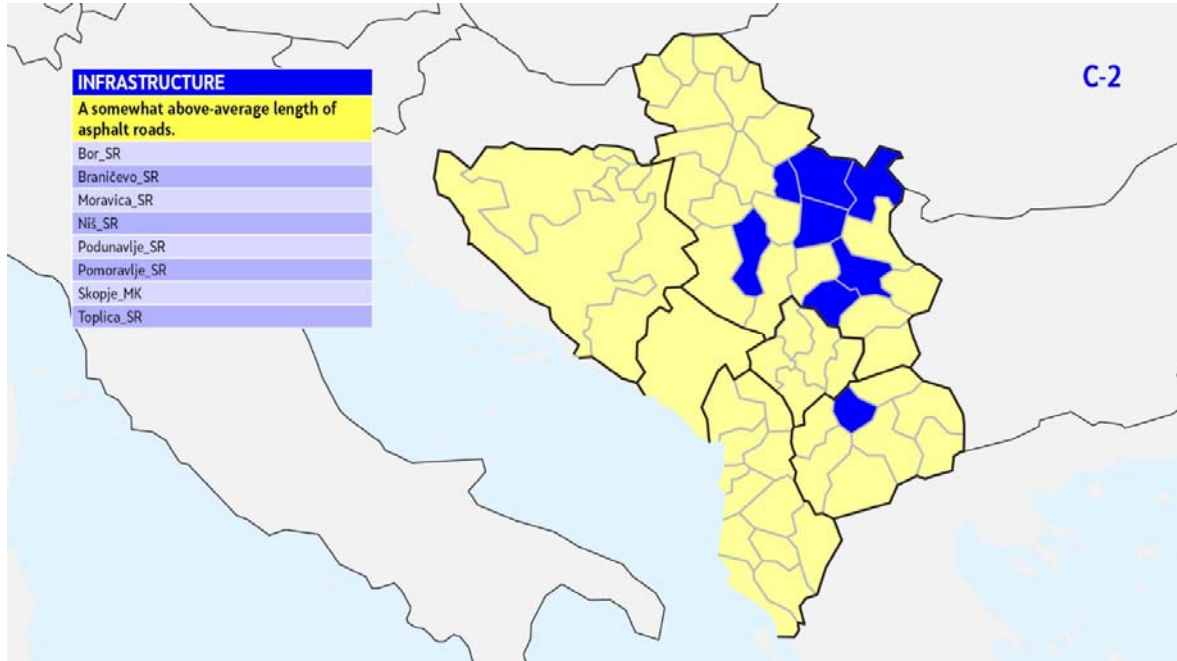 INFRASTRUCTURE
A somewhat above-average length of
asphalt roads.
Bor_SR
Braničevo_SR
Moravica_SR
Niš_SR
Podunavlje_SR
Pomoravlje_SR
Skopje_MK
Toplica_SR
C-2